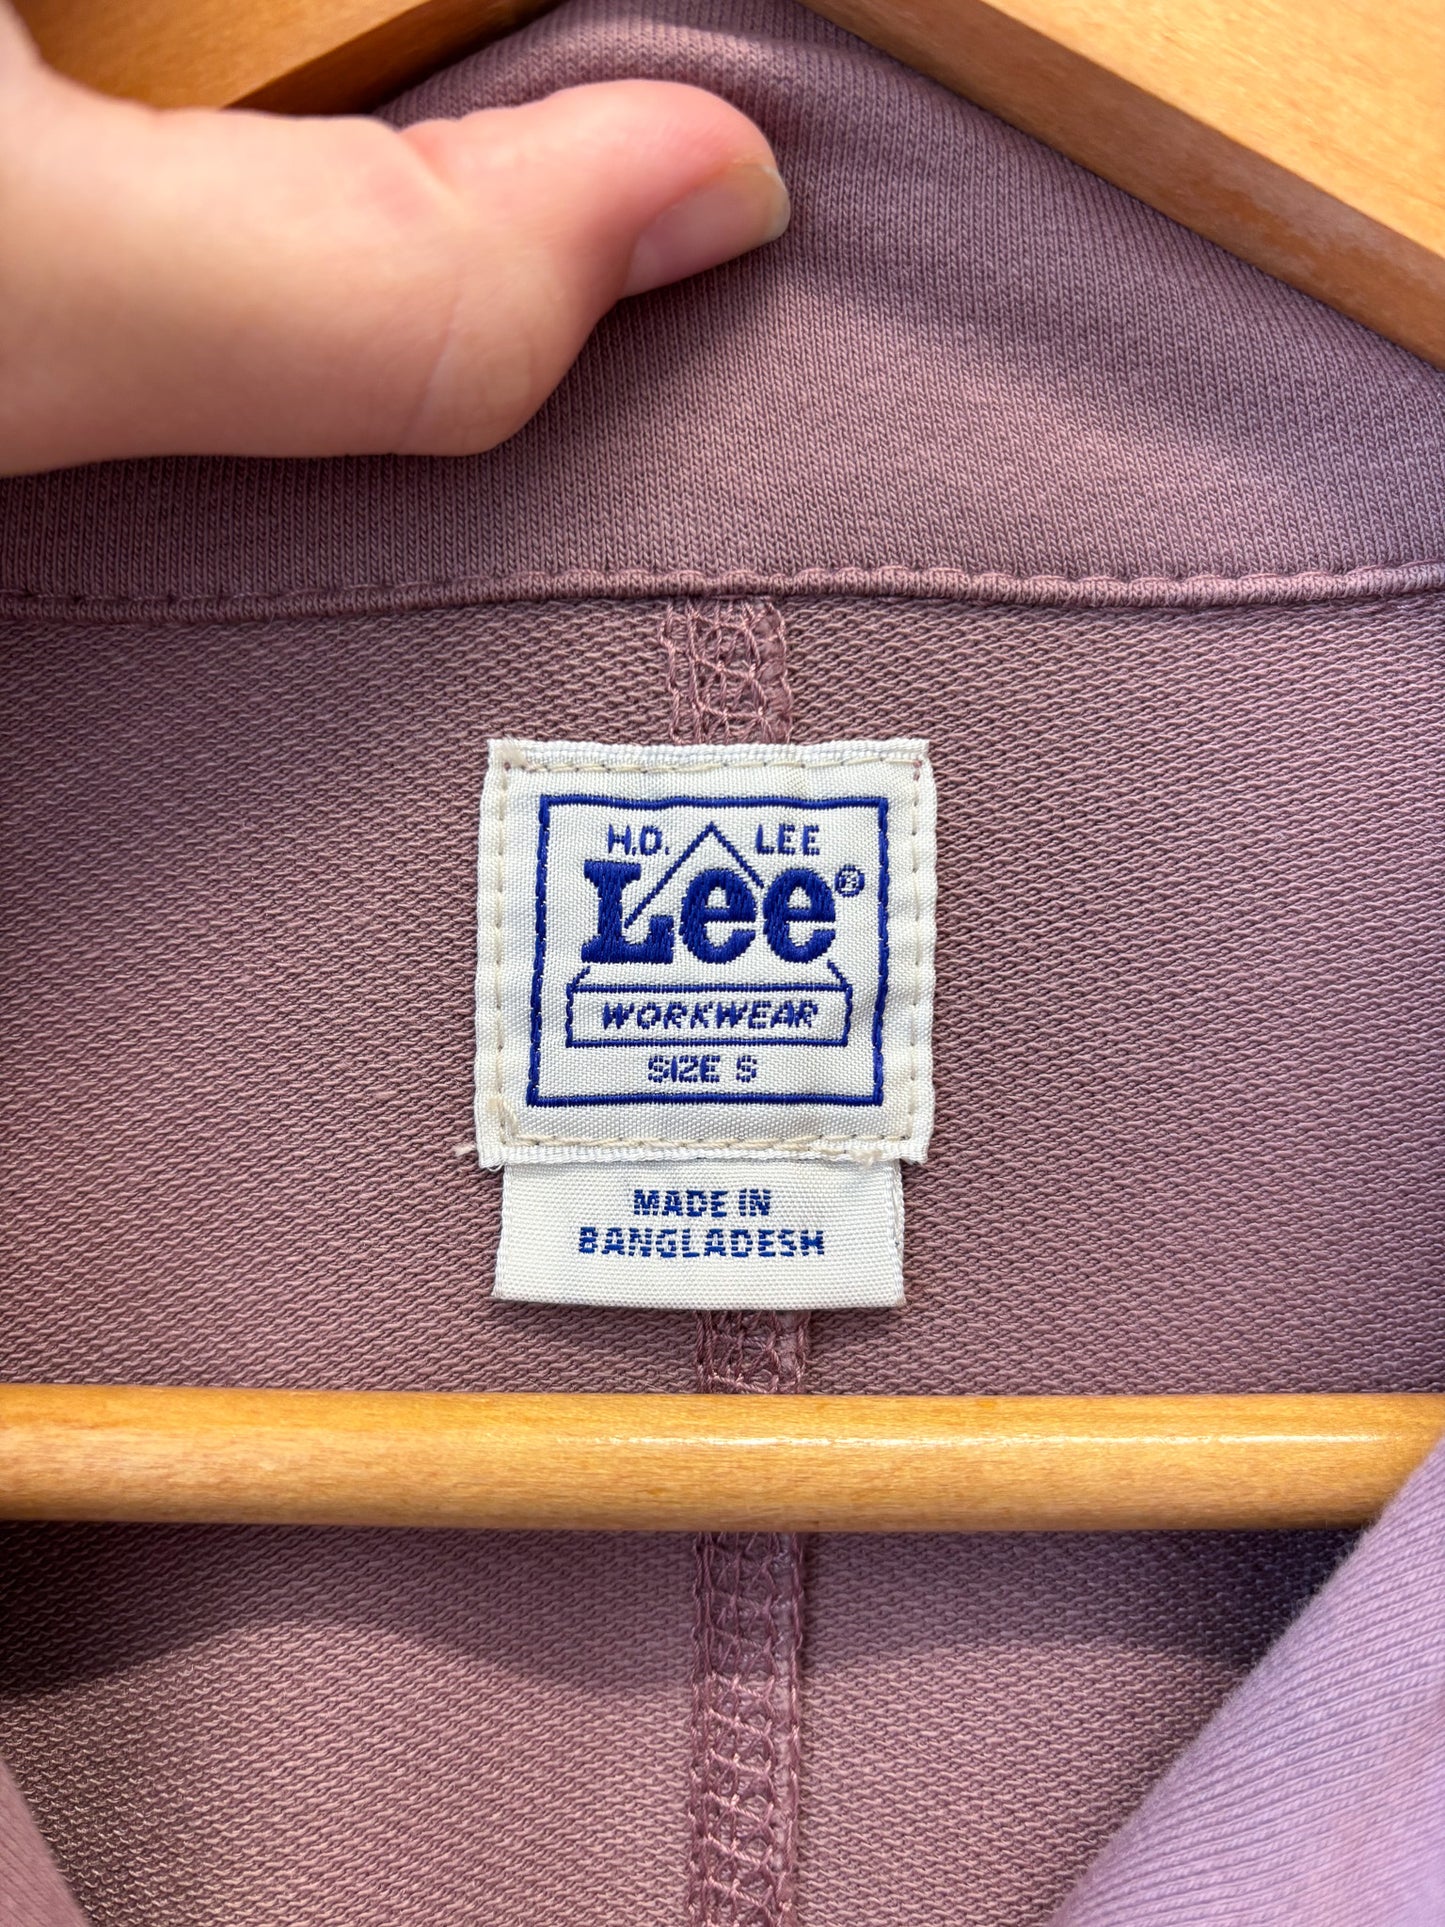 H.D. LEE
Lee®
WORKWEAR
SIZE S
MADE IN
BANGLADESH